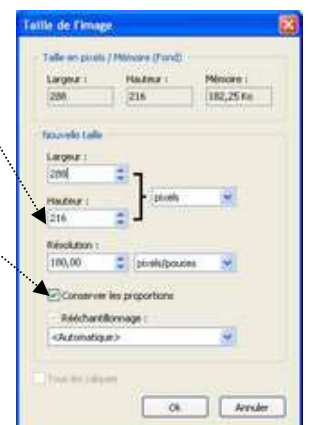 Taille de l'image
Taille en pixels / Mémoire (Fond)
Largeur : Hauteur : Mémoire :
288 216 182,25 Ko
Nouvelle taille
Largeur :
288
pixels
Hauteur :
216
Résolution :
180,00 pixels/pouces
Conserver les proportions
Rééchantillonnage :
<Automatique>
Tous les calques
Ok Annuler